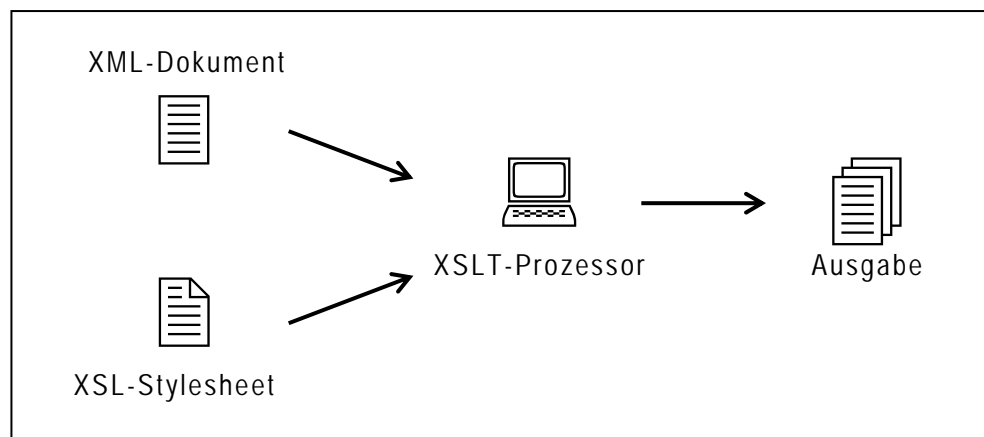 XML-Dokument
XSLT-Prozessor
Ausgabe
XSL-Stylesheet